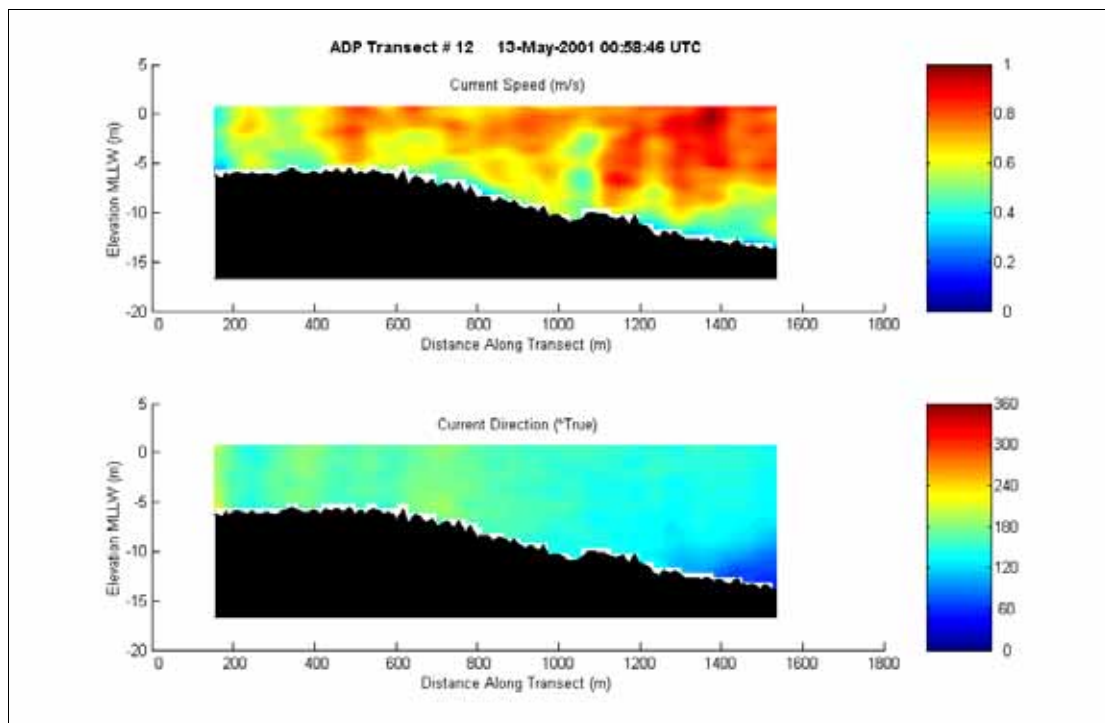 ADP Transect # 12 13-May-2001 00:58:46 UTC
Current Speed (m/s)
Elevation MLLW (m)
5
0
-5
-10
-15
-20
0 200 400 600 800 1000 1200 1400 1600 1800
Distance Along Transect (m)
1
0.8
0.6
0.4
0.2
0
Current Direction (°True)
Elevation MLLW (m)
5
0
-5
-10
-15
-20
0 200 400 600 800 1000 1200 1400 1600 1800
Distance Along Transect (m)
360
300
240
180
120
60
0